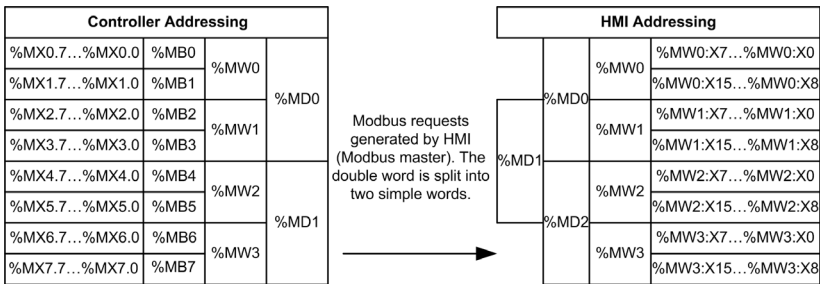 Controller Addressing
%MX0.7...%MX0.0 %MB0 %MW0 %MD0
%MX1.7...%MX1.0 %MB1
%MX2.7...%MX2.0 %MB2 %MW1
%MX3.7...%MX3.0 %MB3
%MX4.7...%MX4.0 %MB4 %MW2 %MD1
%MX5.7...%MX5.0 %MB5
%MX6.7...%MX6.0 %MB6 %MW3
%MX7.7...%MX7.0 %MB7
Modbus requests
generated by HMI
(Modbus master). The
double word is split into
two simple words.
HMI Addressing
%MD0 %MW0 %MW0:X7...%MW0:X0
%MW0:X15...%MW0:X8
%MD1 %MW1 %MW1:X7...%MW1:X0
%MW1:X15...%MW1:X8
%MD2 %MW2 %MW2:X7...%MW2:X0
%MW2:X15...%MW2:X8
%MW3 %MW3:X7...%MW3:X0
%MW3:X15...%MW3:X8